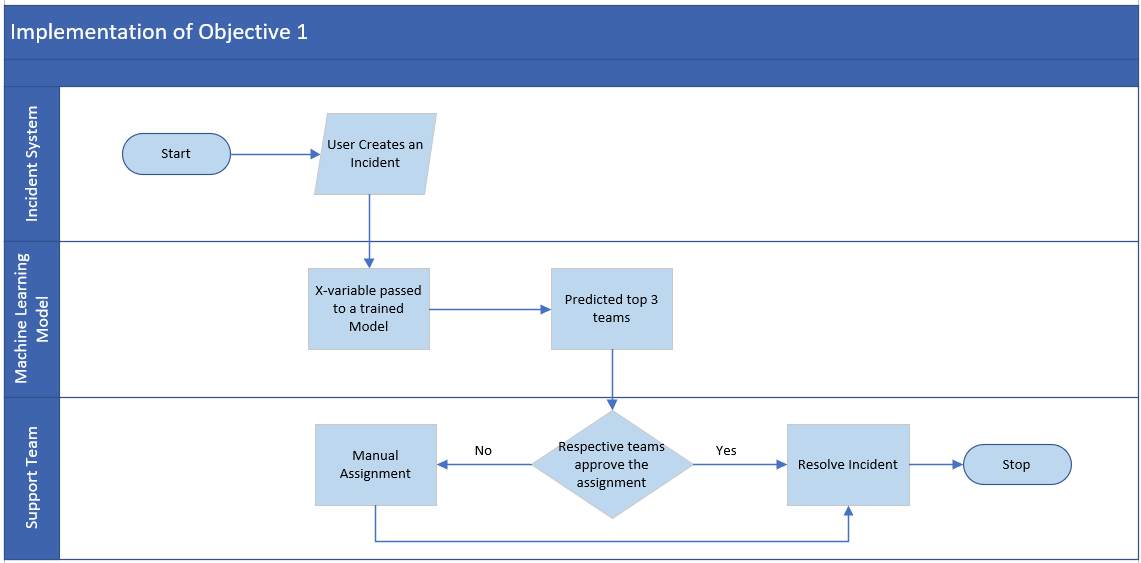 Implementation of Objective 1
Incident System
Start
User Creates an
Incident
Machine Learning
Model
X-variable passed
to a trained
Model
Predicted top 3
teams
Support Team
Manual
Assignment
No
Respective teams
approve the
assignment
Yes
Resolve Incident
Stop